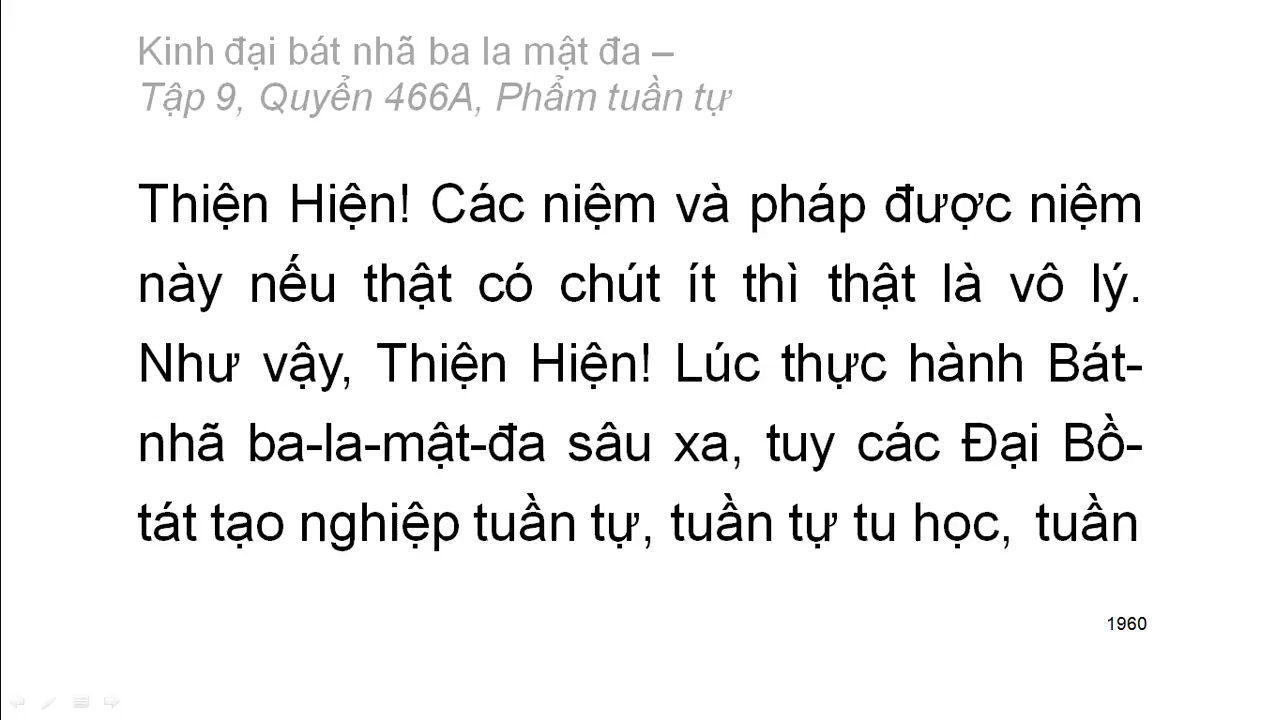 Kinh đại bát nhã ba la mật đa –
Tập 9, Quyển 466A, Phẩm tuần tự
Thiện Hiện! Các niệm và pháp được niệm
này nếu thật có chút ít thì thật là vô lý.
Như vậy, Thiện Hiện! Lúc thực hành Bát-
nhã ba-la-mật-đa sâu xa, tuy các Đại Bồ-
tát tạo nghiệp tuần tự, tuần tự tu học, tuần
1960